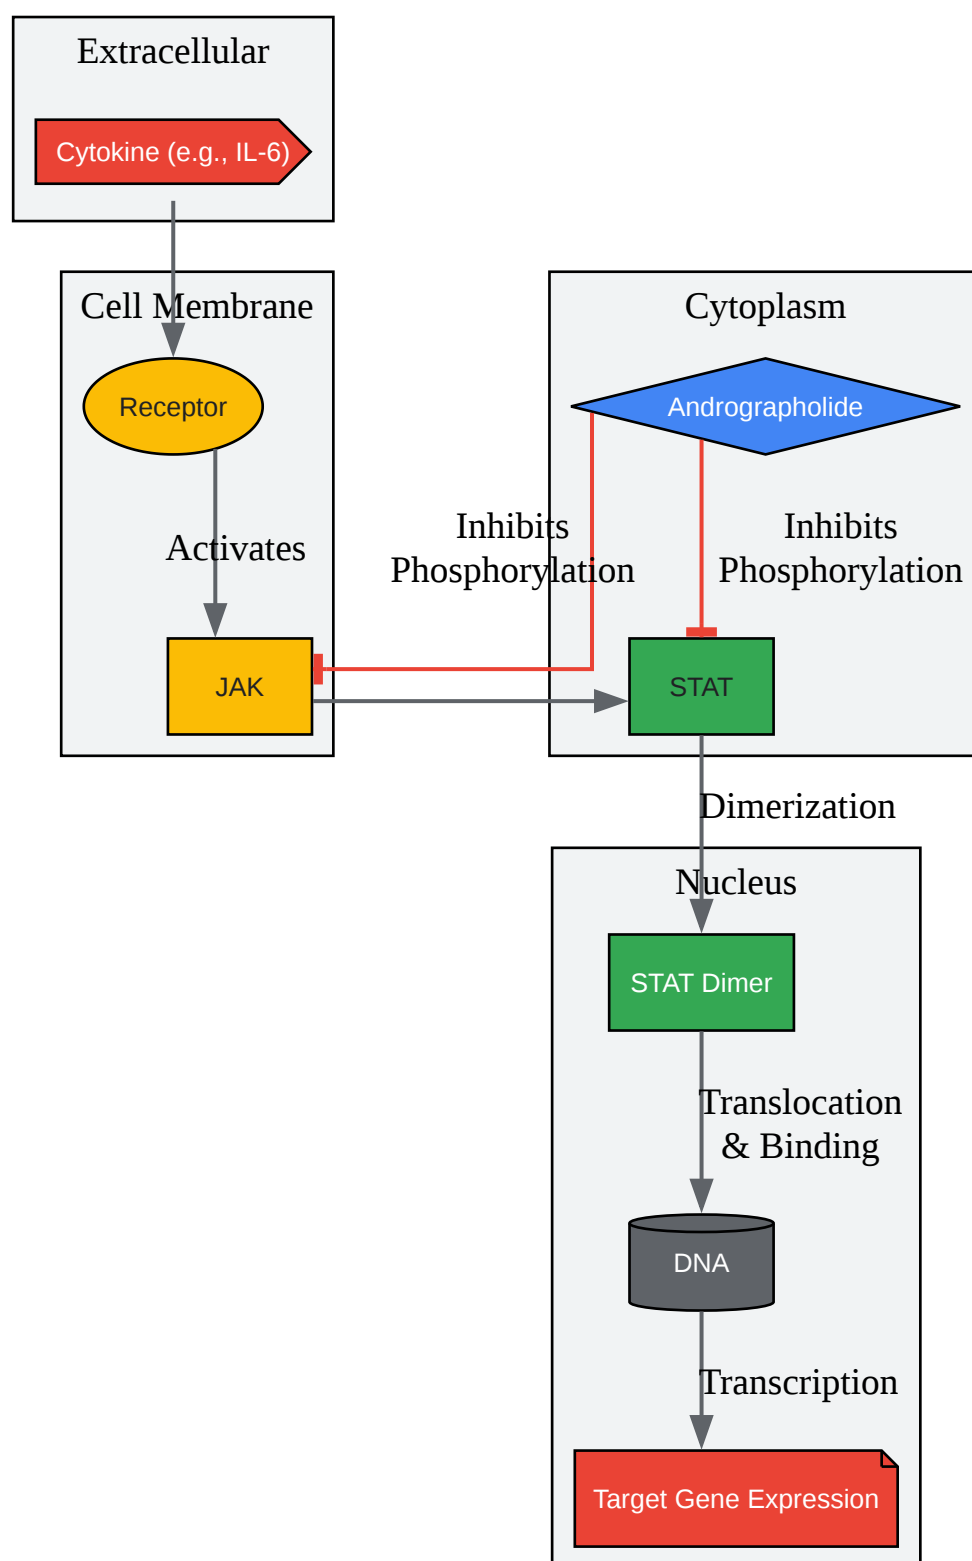 Extracellular
Cytokine (e.g., IL-6)
Cell Membrane
Receptor
Activates
JAK
Cytoplasm
Andrographolide
Inhibits
Phosphorylation
Inhibits
Phosphorylation
STAT
Dimerization
Nucleus
STAT Dimer
Translocation
& Binding
DNA
Transcription
Target Gene Expression